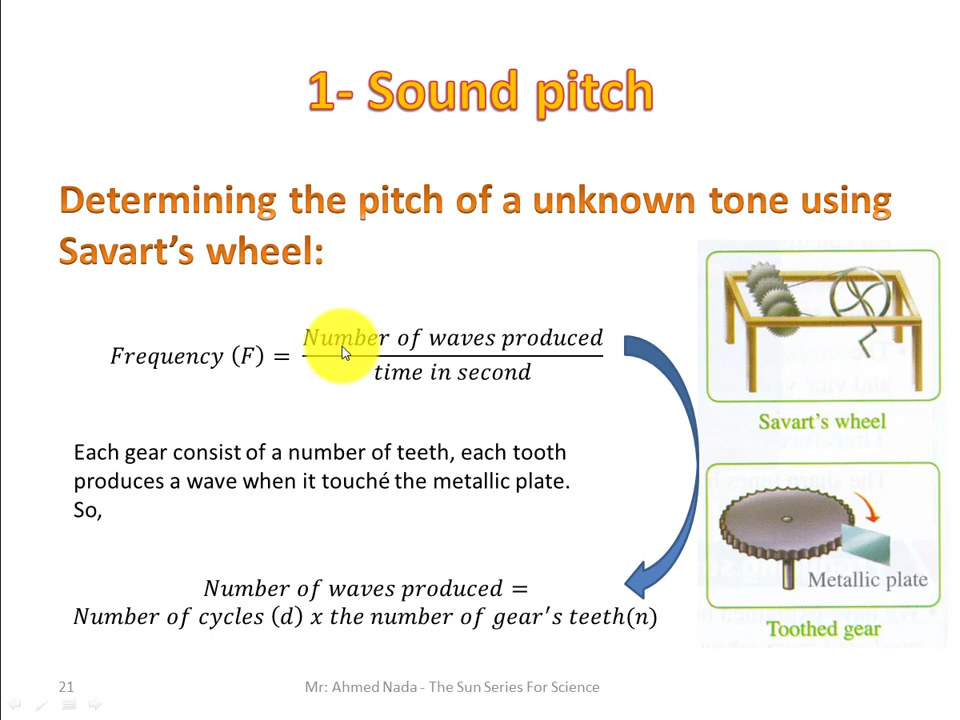 1- Sound pitch
Determining the pitch of a unknown tone using
Savart's wheel:
Frequency (F) = Number of waves produced
time in second
Savart's wheel
Each gear consist of a number of teeth, each tooth
produces a wave when it touché the metallic plate.
So,
Metallic plate
Toothed gear
Number of waves produced =
Number of cycles (d) x the number of gear's teeth(n)
21
Mr: Ahmed Nada - The Sun Series For Science